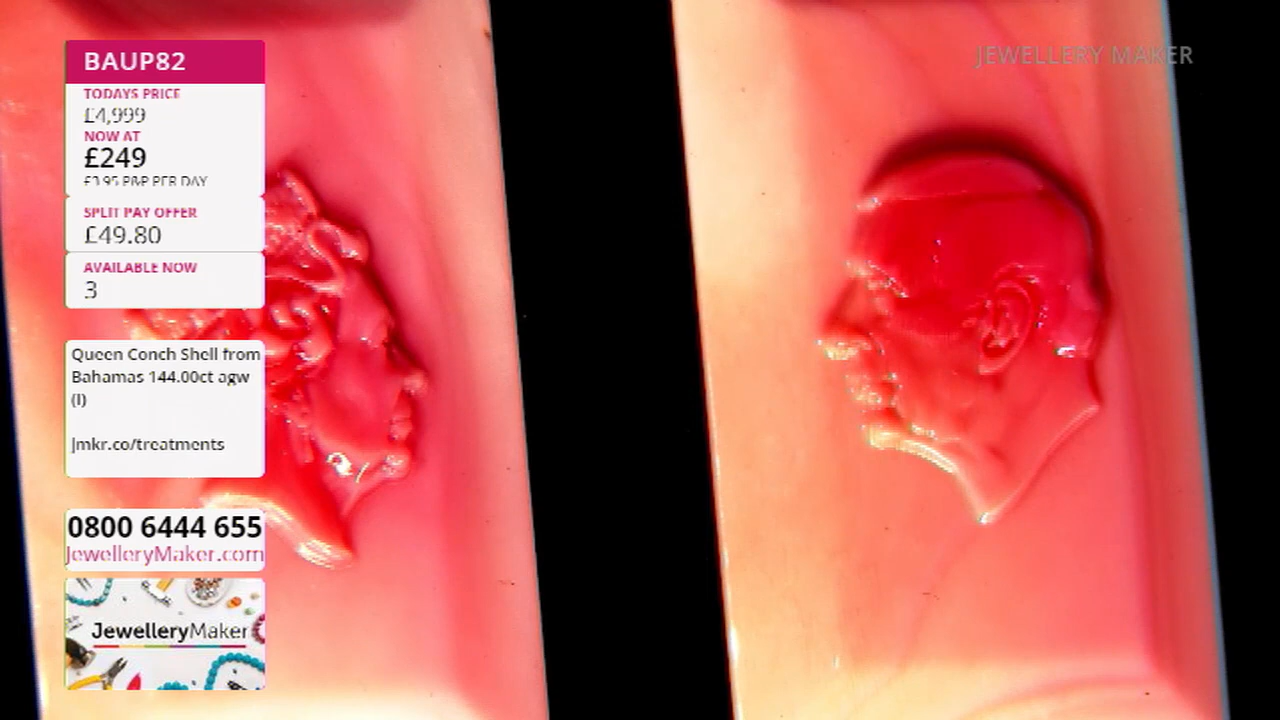 BAUP82
TODAYS PRICE
£4,999
NOW AT
£249
£3.95 P&P PER DAY
SPLIT PAY OFFER
£49.80
AVAILABLE NOW
3
Queen Conch Shell from
Bahamas 144.00ct agw
(I)
Jmkr.co/treatments
0800 6444 655
JewelleryMaker.com
JewelleryMaker
JEWELLERY MAKER